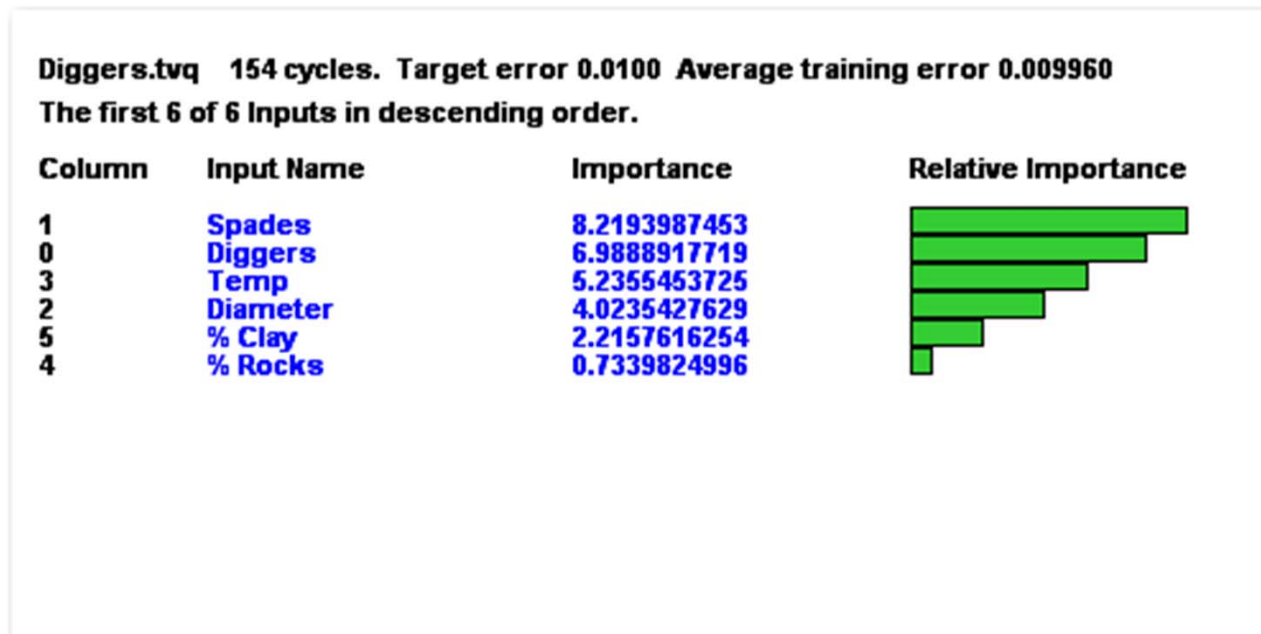 Diggers.tvq 154 cycles. Target error 0.0100 Average training error 0.009960
The first 6 of 6 Inputs in descending order.
Column Input Name Importance Relative Importance
1 Spades 8.2193987453
0 Diggers 6.9888917719
3 Temp 5.2355453725
2 Diameter 4.0235427629
5 % Clay 2.2157616254
4 % Rocks 0.7339824996